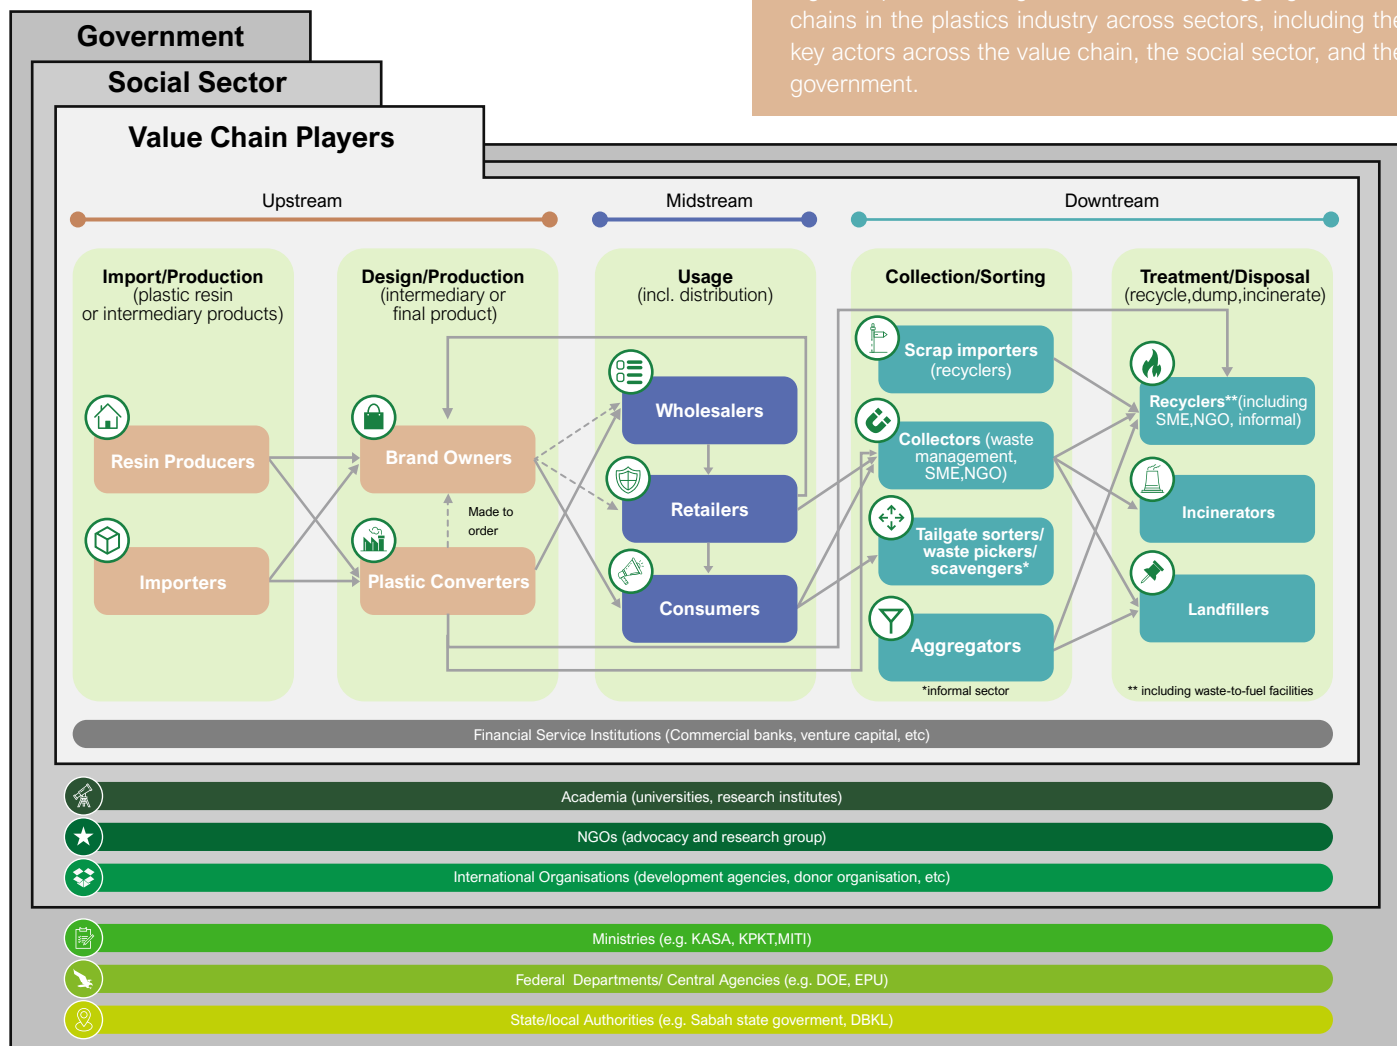 chains in the plastics industry across sectors, including the
key actors across the value chain, the social sector, and the
government.
Government
Social Sector
Value Chain Players
Upstream
Midstream
Downtream
Import/Production
(plastic resin
or intermediary products)
Design/Production
(intermediary or
final product)
Usage
(incl. distribution)
Collection/Sorting
Treatment/Disposal
(recycle,dump,incinerate)
Resin Producers
Importers
Brand Owners
Made to
order
Plastic Converters
Wholesalers
Retailers
Consumers
Scrap importers
(recyclers)
Collectors (waste
management,
SME,NGO)
Tailgate sorters/
waste pickers/
scavengers*
Aggregators
*informal sector
Recyclers**(including
SME,NGO, informal)
Incinerators
Landfillers
** including waste-to-fuel facilities
Financial Service Institutions (Commercial banks, venture capital, etc)
Academia (universities, research institutes)
NGOs (advocacy and research group)
International Organisations (development agencies, donor organisation, etc)
Ministries (e.g. KASA, KPKT,MITI)
Federal Departments/ Central Agencies (e.g. DOE, EPU)
State/local Authorities (e.g. Sabah state goverment, DBKL)